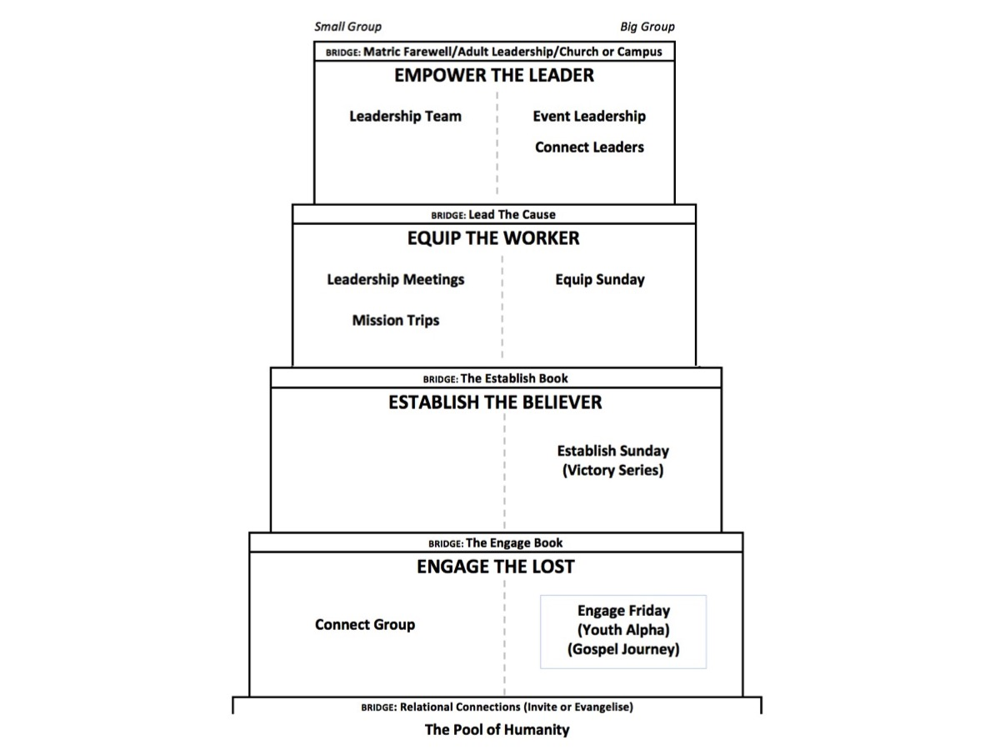 Small Group
Big Group
BRIDGE: Matric Farewell/Adult Leadership/Church or Campus
EMPOWER THE LEADER
Leadership Team
Event Leadership
Connect Leaders
BRIDGE: Lead The Cause
EQUIP THE WORKER
Leadership Meetings
Equip Sunday
Mission Trips
BRIDGE: The Establish Book
ESTABLISH THE BELIEVER
Establish Sunday
(Victory Series)
BRIDGE: The Engage Book
ENGAGE THE LOST
Connect Group
Engage Friday
(Youth Alpha)
(Gospel Journey)
BRIDGE: Relational Connections (Invite or Evangelise)
The Pool of Humanity